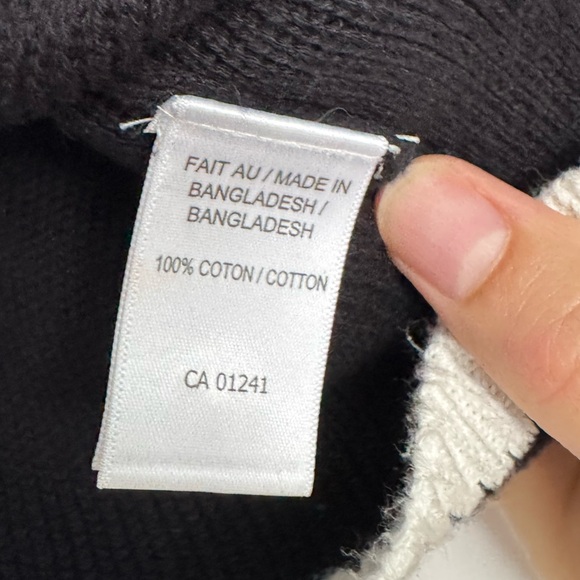 FAIT AU / MADE IN
BANGLADESH /
BANGLADESH
100% COTON / COTTON
CA 01241